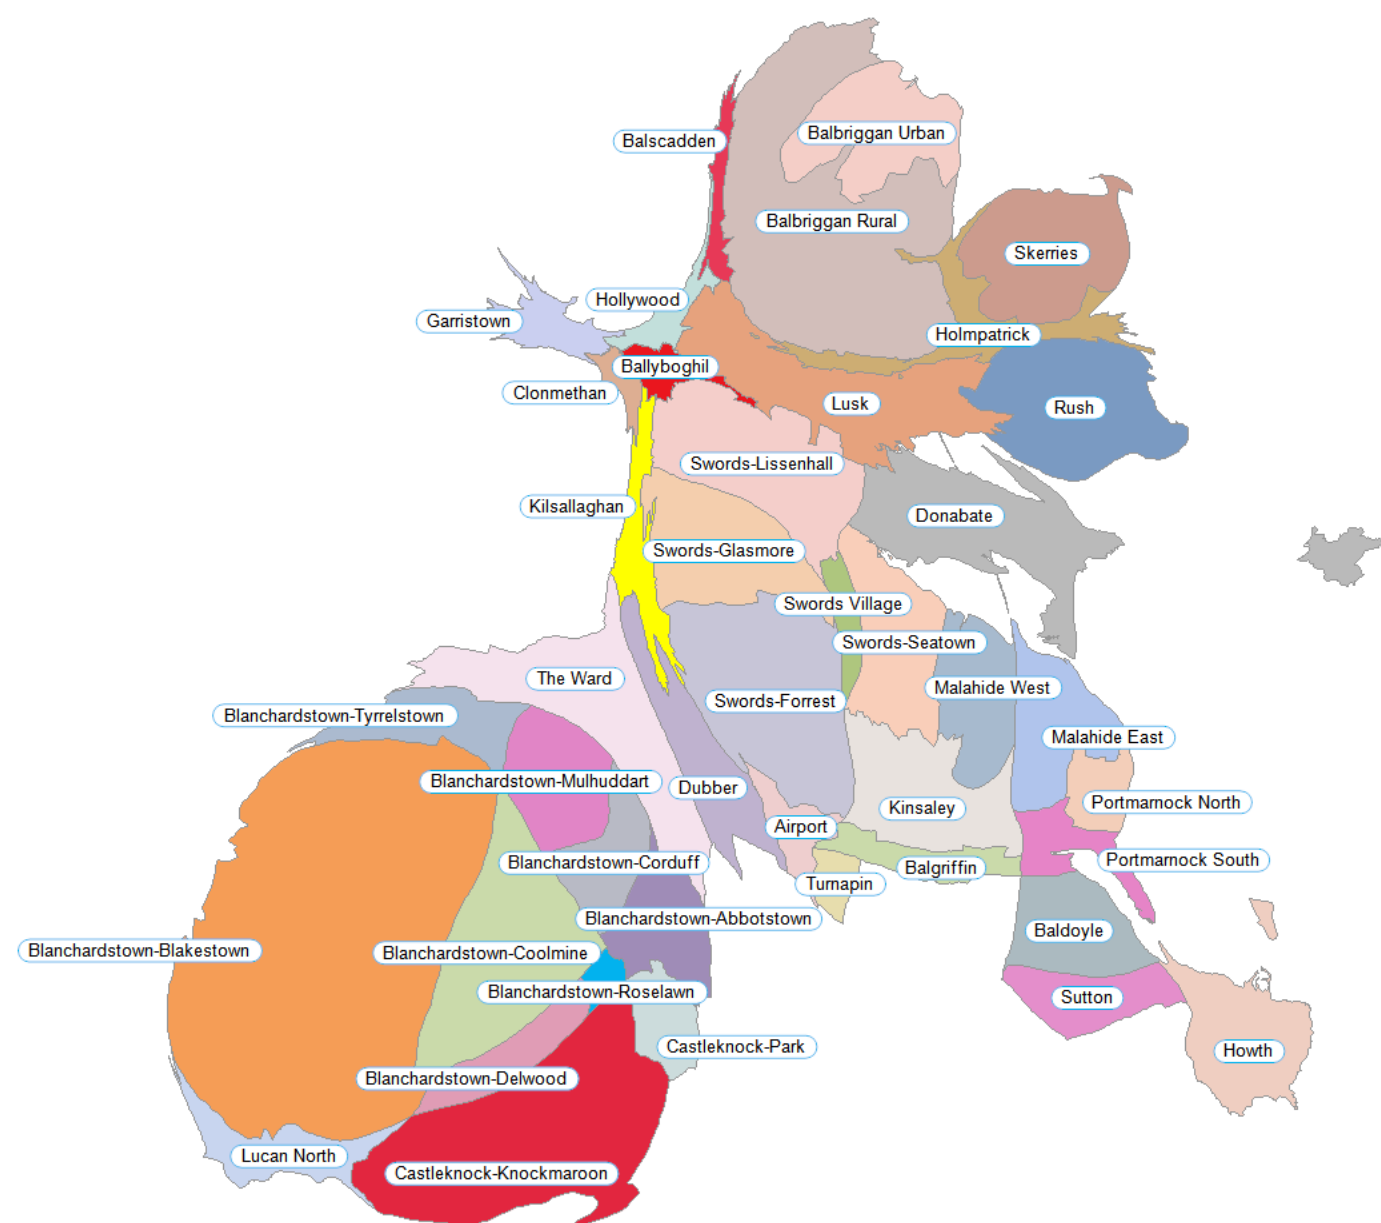 Balbriggan Urban
Balscadden
Balbriggan Rural
Skerries
Hollywood
Garristown
Holmpatrick
Ballyboghil
Clonmethan
Lusk
Rush
Swords-Lissenhall
Kilsallaghan
Donabate
Swords-Glasmore
Swords Village
Swords-Seatown
The Ward
Malahide West
Swords-Forrest
Blanchardstown-Tyrrelstown
Malahide East
Blanchardstown-Mulhuddart
Dubber
Portmarnock North
Kinsaley
Airport
Portmarnock South
Blanchardstown-Corduff
Balgriffin
Turnapin
Blanchardstown-Abbotstown
Baldoyle
Blanchardstown-Blakestown
Blanchardstown-Coolmine
Blanchardstown-Roselawn
Sutton
Castleknock-Park
Howth
Blanchardstown-Delwood
Lucan North
Castleknock-Knockmaroon